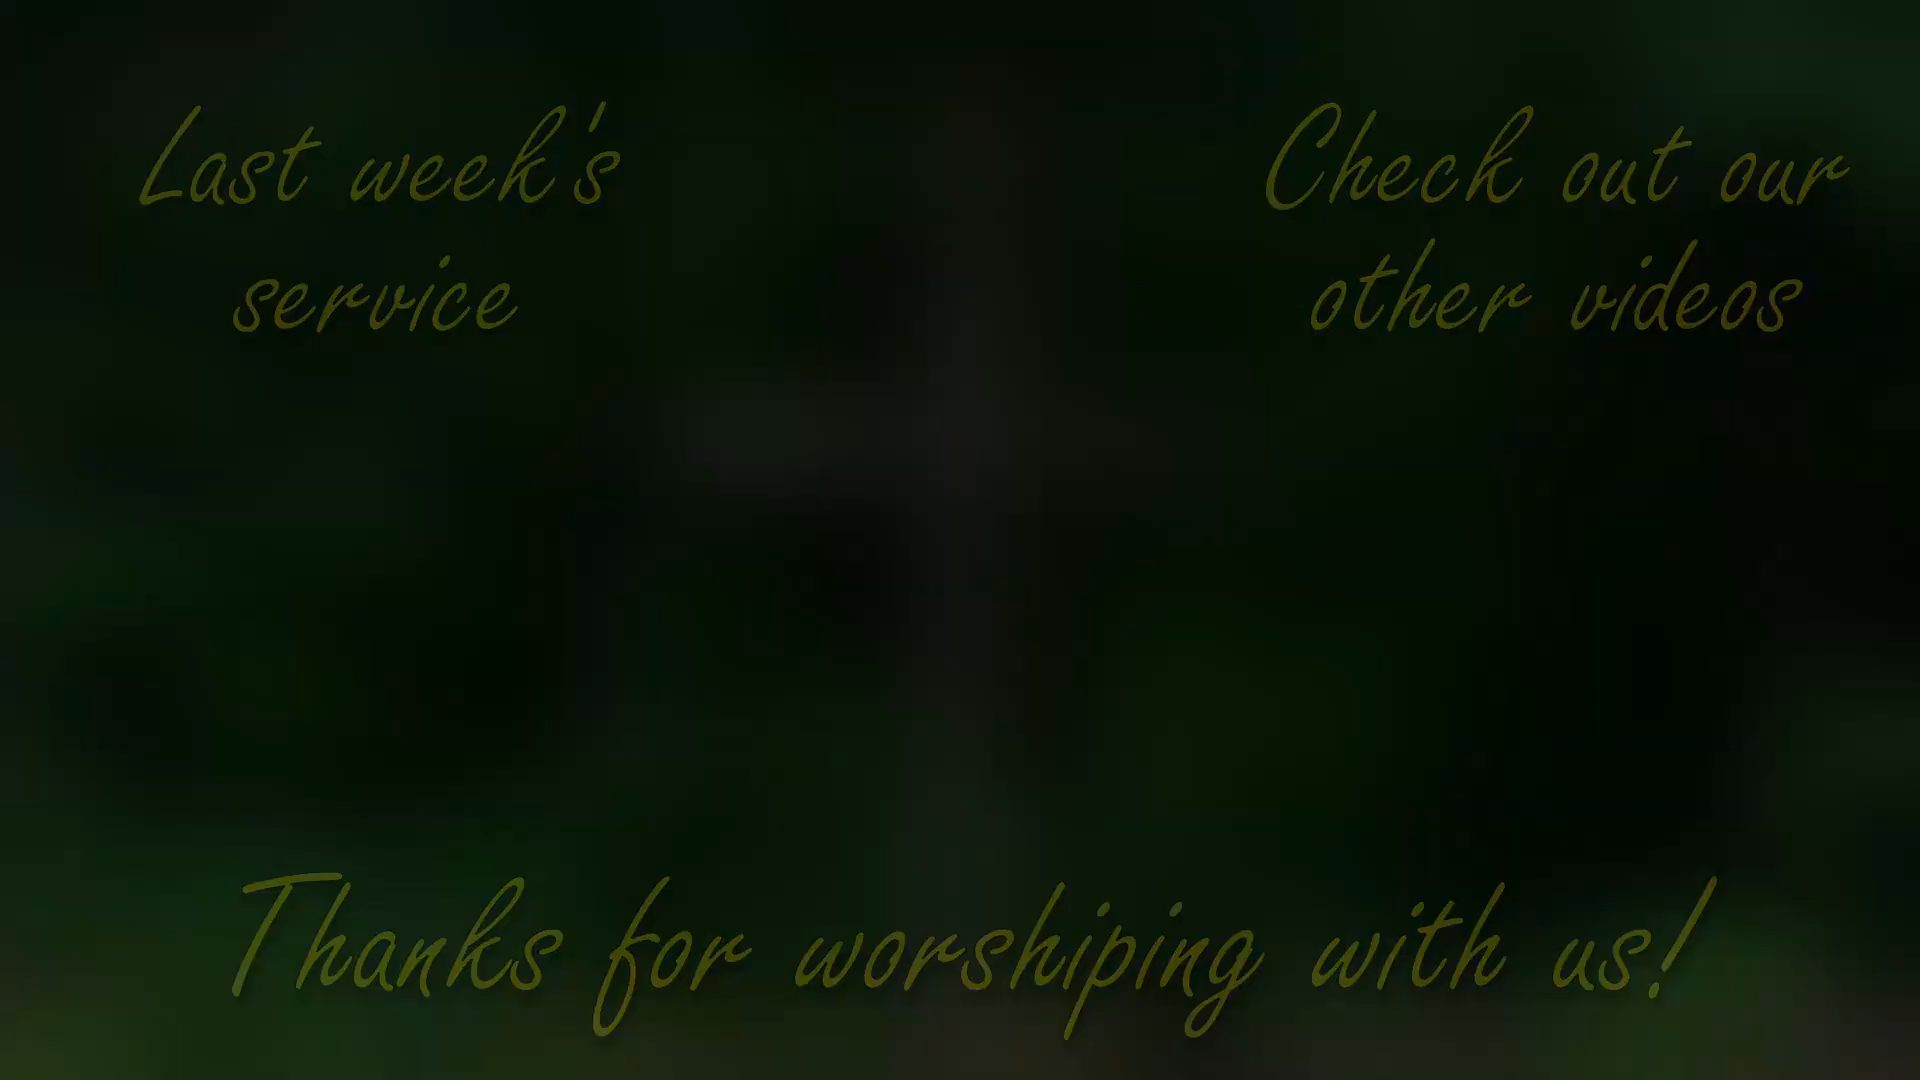 Last week's
service
Check out our
other videos
Thanks for worshiping with us!